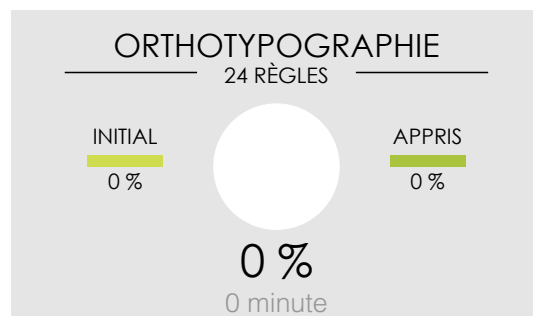 ORTHOTYPOGRAPHIE
24 RÈGLES
INITIAL
0 %
APPRIS
0 %
0 %
0 minute